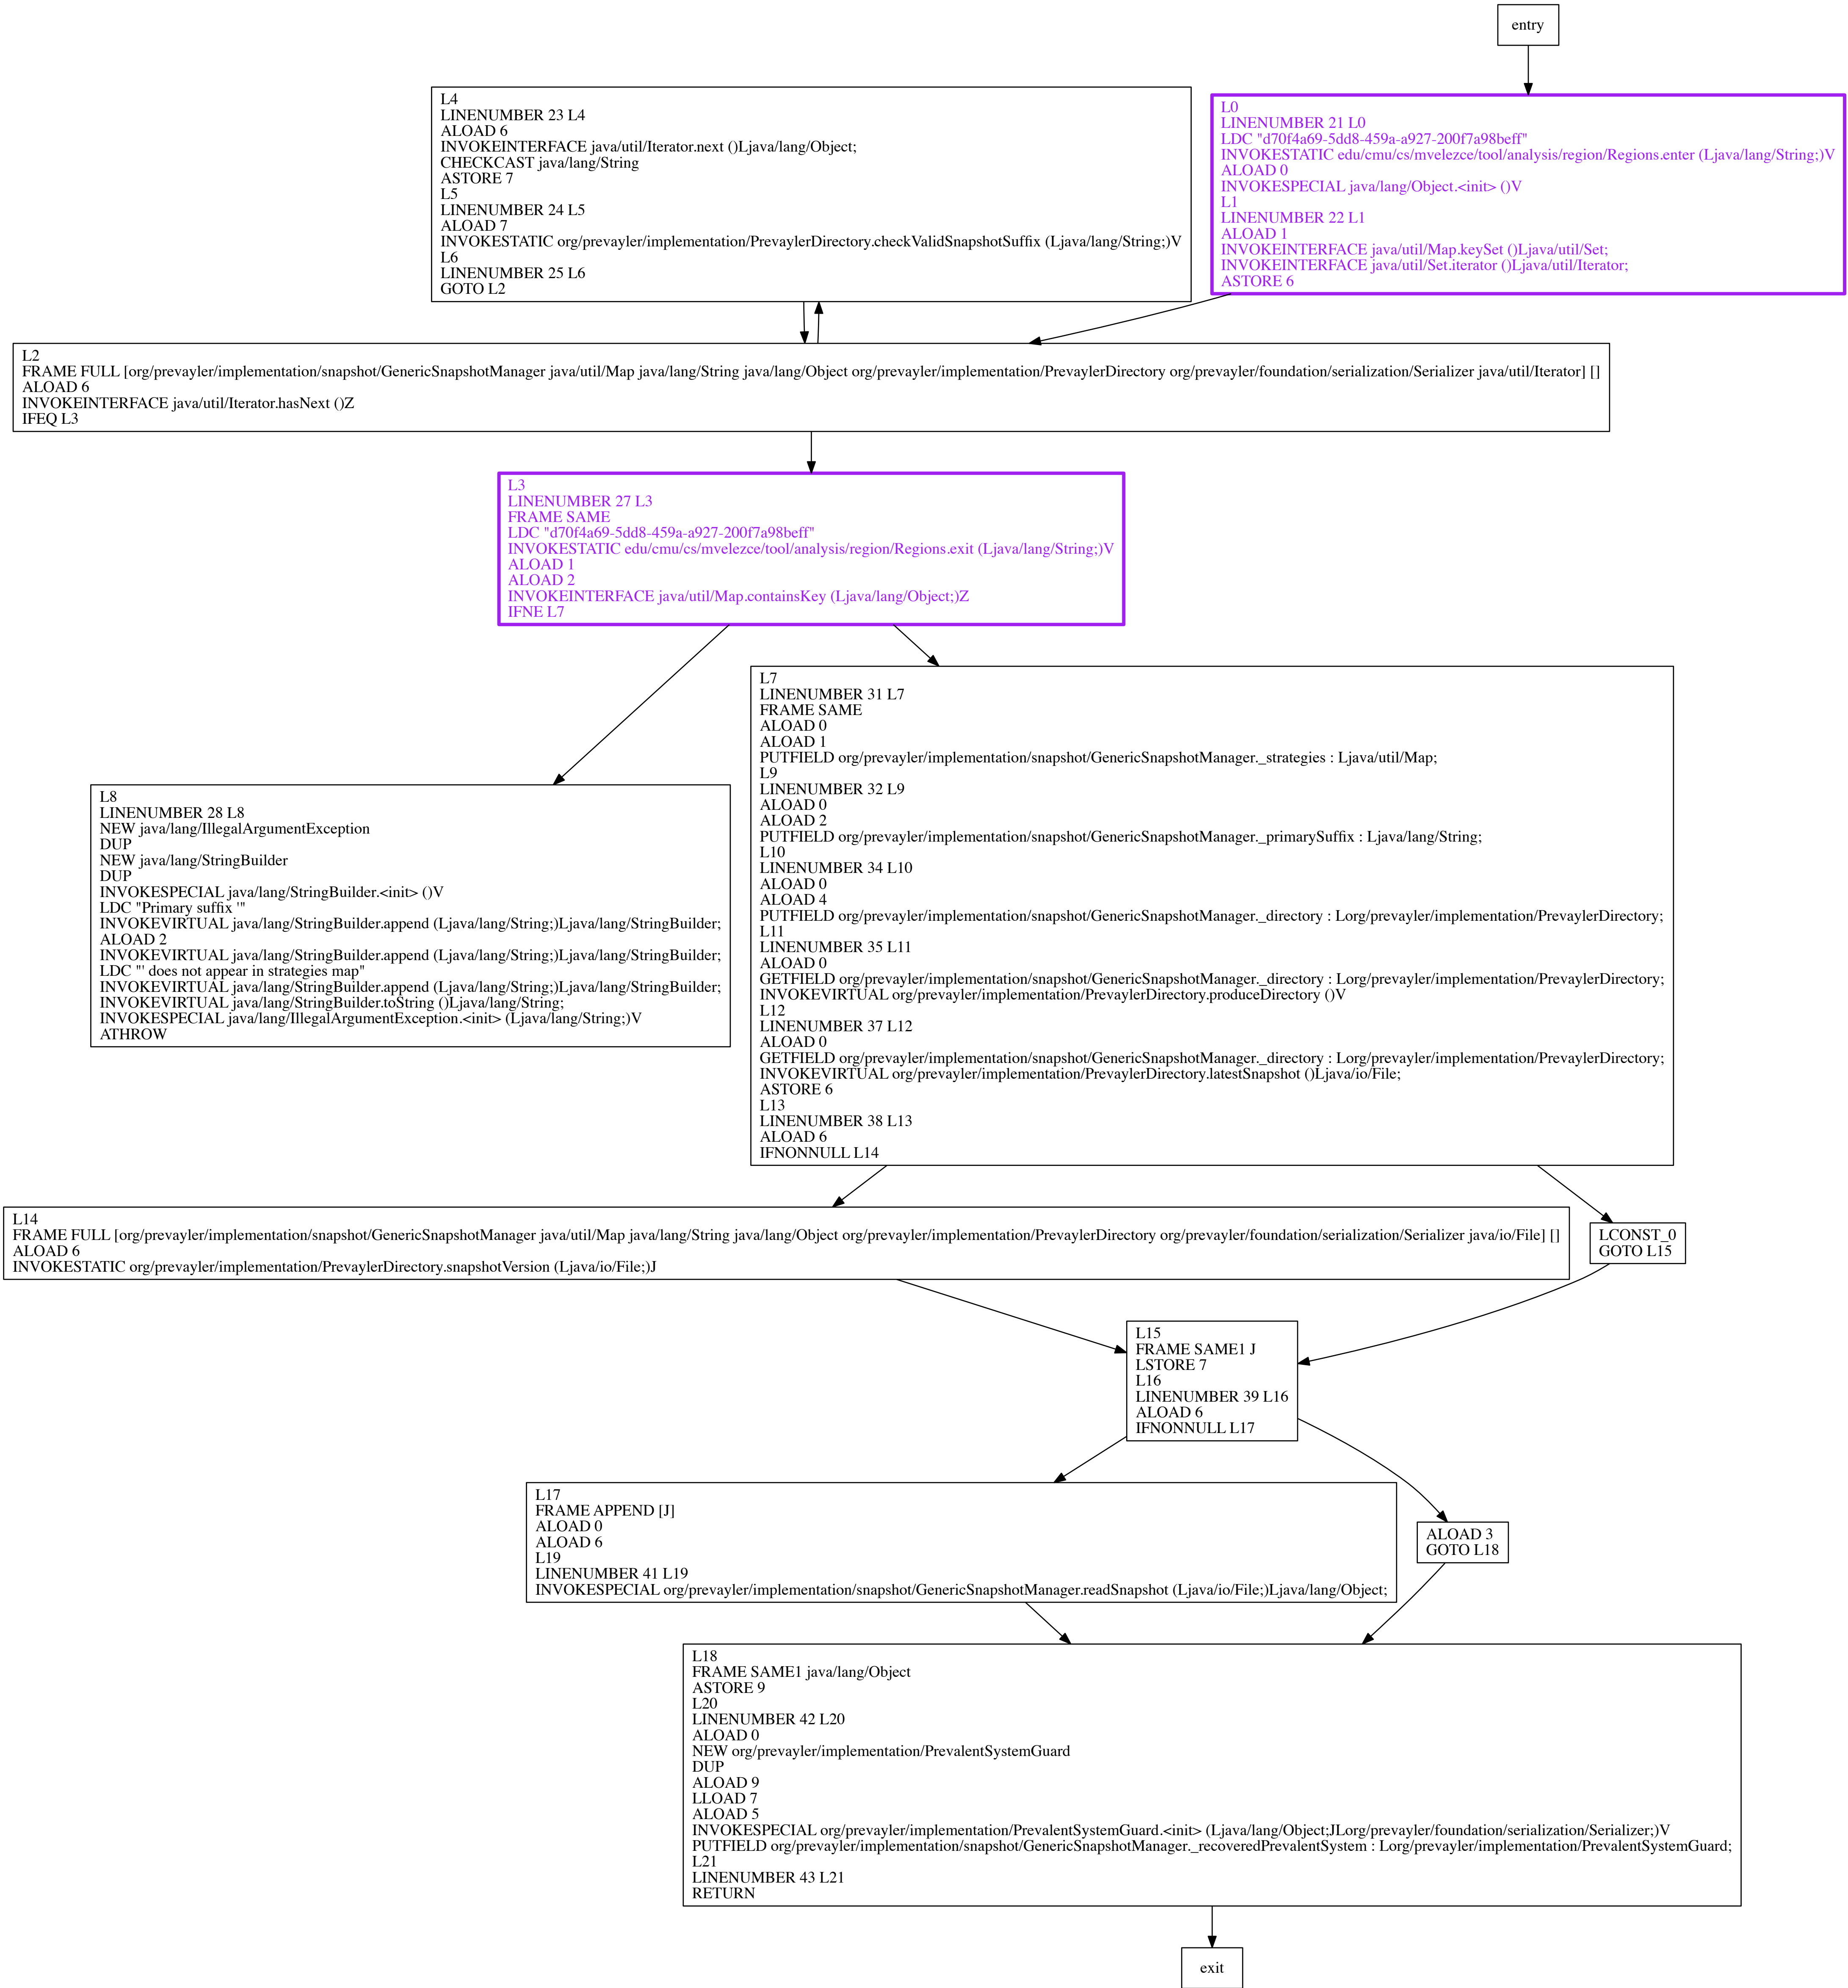 entry
L0
LINENUMBER 21 L0
LDC "d70f4a69-5dd8-459a-a927-200f7a98beff"
INVOKESTATIC edu/cmu/cs/mvelezce/tool/analysis/region/Regions.enter (Ljava/lang/String;)V
ALOAD 0
INVOKESPECIAL java/lang/Object.<init> ()V
L1
LINENUMBER 22 L1
ALOAD 1
INVOKEINTERFACE java/util/Map.keySet ()Ljava/util/Set;
INVOKEINTERFACE java/util/Set.iterator ()Ljava/util/Iterator;
ASTORE 6
L4
LINENUMBER 23 L4
ALOAD 6
INVOKEINTERFACE java/util/Iterator.next ()Ljava/lang/Object;
CHECKCAST java/lang/String
ASTORE 7
L5
LINENUMBER 24 L5
ALOAD 7
INVOKESTATIC org/prevayler/implementation/PrevaylerDirectory.checkValidSnapshotSuffix (Ljava/lang/String;)V
L6
LINENUMBER 25 L6
GOTO L2
L2
FRAME FULL [org/prevayler/implementation/snapshot/GenericSnapshotManager java/util/Map java/lang/String java/lang/Object org/prevayler/implementation/PrevaylerDirectory org/prevayler/foundation/serialization/Serializer java/util/Iterator] []
ALOAD 6
INVOKEINTERFACE java/util/Iterator.hasNext ()Z
IFEQ L3
L3
LINENUMBER 27 L3
FRAME SAME
LDC "d70f4a69-5dd8-459a-a927-200f7a98beff"
INVOKESTATIC edu/cmu/cs/mvelezce/tool/analysis/region/Regions.exit (Ljava/lang/String;)V
ALOAD 1
ALOAD 2
INVOKEINTERFACE java/util/Map.containsKey (Ljava/lang/Object;)Z
IFNE L7
L7
LINENUMBER 31 L7
FRAME SAME
ALOAD 0
ALOAD 1
PUTFIELD org/prevayler/implementation/snapshot/GenericSnapshotManager._strategies : Ljava/util/Map;
L9
LINENUMBER 32 L9
ALOAD 0
ALOAD 2
PUTFIELD org/prevayler/implementation/snapshot/GenericSnapshotManager._primarySuffix : Ljava/lang/String;
L10
LINENUMBER 34 L10
ALOAD 0
ALOAD 4
PUTFIELD org/prevayler/implementation/snapshot/GenericSnapshotManager._directory : Lorg/prevayler/implementation/PrevaylerDirectory;
L11
LINENUMBER 35 L11
ALOAD 0
GETFIELD org/prevayler/implementation/snapshot/GenericSnapshotManager._directory : Lorg/prevayler/implementation/PrevaylerDirectory;
INVOKEVIRTUAL org/prevayler/implementation/PrevaylerDirectory.produceDirectory ()V
L12
LINENUMBER 37 L12
ALOAD 0
GETFIELD org/prevayler/implementation/snapshot/GenericSnapshotManager._directory : Lorg/prevayler/implementation/PrevaylerDirectory;
INVOKEVIRTUAL org/prevayler/implementation/PrevaylerDirectory.latestSnapshot ()Ljava/io/File;
ASTORE 6
L13
LINENUMBER 38 L13
ALOAD 6
IFNONNULL L14
L8
LINENUMBER 28 L8
NEW java/lang/IllegalArgumentException
DUP
NEW java/lang/StringBuilder
DUP
INVOKESPECIAL java/lang/StringBuilder.<init> ()V
LDC "Primary suffix '"
INVOKEVIRTUAL java/lang/StringBuilder.append (Ljava/lang/String;)Ljava/lang/StringBuilder;
ALOAD 2
INVOKEVIRTUAL java/lang/StringBuilder.append (Ljava/lang/String;)Ljava/lang/StringBuilder;
LDC "' does not appear in strategies map"
INVOKEVIRTUAL java/lang/StringBuilder.append (Ljava/lang/String;)Ljava/lang/StringBuilder;
INVOKEVIRTUAL java/lang/StringBuilder.toString ()Ljava/lang/String;
INVOKESPECIAL java/lang/IllegalArgumentException.<init> (Ljava/lang/String;)V
ATHROW
L14
FRAME FULL [org/prevayler/implementation/snapshot/GenericSnapshotManager java/util/Map java/lang/String java/lang/Object org/prevayler/implementation/PrevaylerDirectory org/prevayler/foundation/serialization/Serializer java/io/File] []
ALOAD 6
INVOKESTATIC org/prevayler/implementation/PrevaylerDirectory.snapshotVersion (Ljava/io/File;)J
LCONST_0
GOTO L15
L15
FRAME SAME1 J
LSTORE 7
L16
LINENUMBER 39 L16
ALOAD 6
IFNONNULL L17
L17
FRAME APPEND [J]
ALOAD 0
ALOAD 6
L19
LINENUMBER 41 L19
INVOKESPECIAL org/prevayler/implementation/snapshot/GenericSnapshotManager.readSnapshot (Ljava/io/File;)Ljava/lang/Object;
ALOAD 3
GOTO L18
L18
FRAME SAME1 java/lang/Object
ASTORE 9
L20
LINENUMBER 42 L20
ALOAD 0
NEW org/prevayler/implementation/PrevalentSystemGuard
DUP
ALOAD 9
LLOAD 7
ALOAD 5
INVOKESPECIAL org/prevayler/implementation/PrevalentSystemGuard.<init> (Ljava/lang/Object;JLorg/prevayler/foundation/serialization/Serializer;)V
PUTFIELD org/prevayler/implementation/snapshot/GenericSnapshotManager._recoveredPrevalentSystem : Lorg/prevayler/implementation/PrevalentSystemGuard;
L21
LINENUMBER 43 L21
RETURN
exit